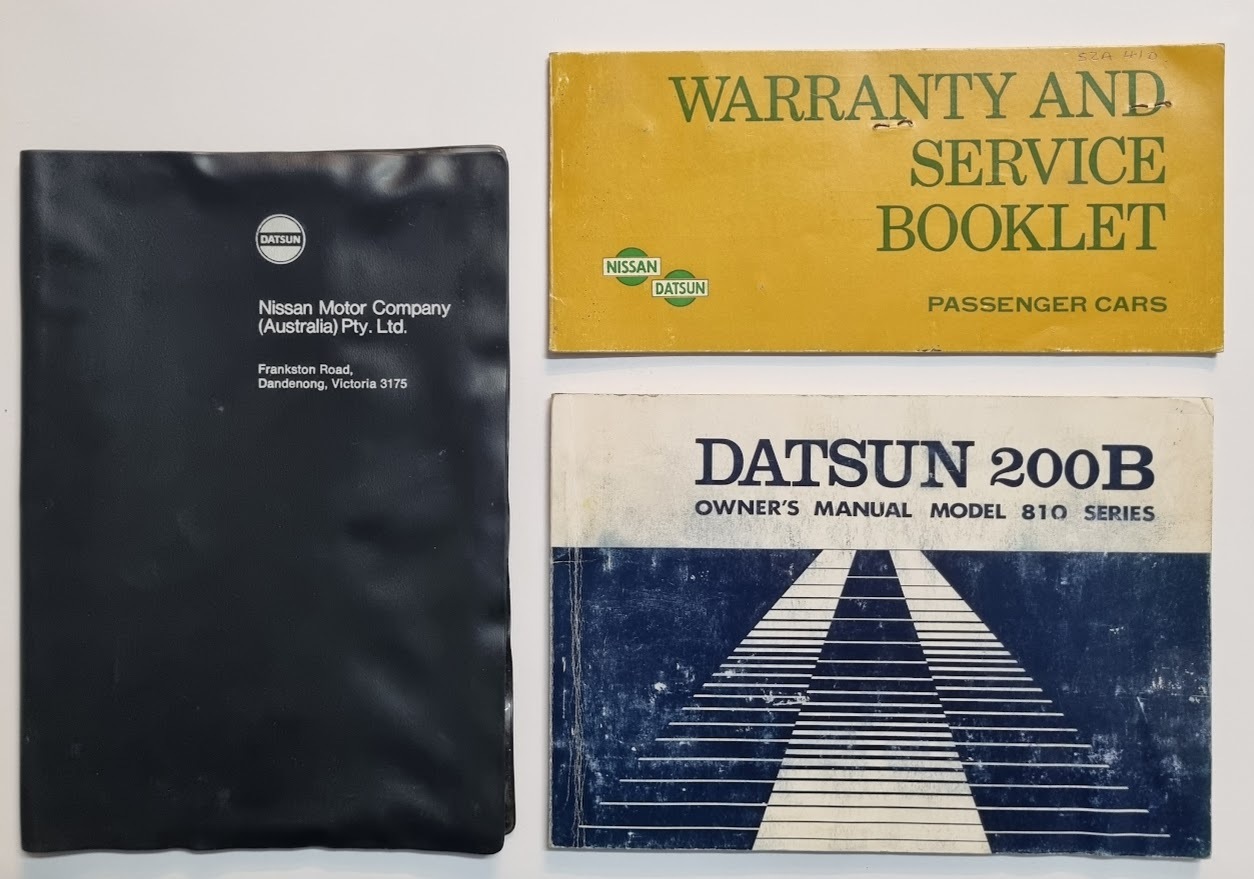 DATSUN
Nissan Motor Company
(Australia) Pty. Ltd.
Frankston Road,
Dandenong, Victoria 3175
WARRANTY AND
SERVICE
BOOKLET
NISSAN
DATSUN
PASSENGER CARS
DATSUN 200B
OWNER'S MANUAL MODEL 810 SERIES